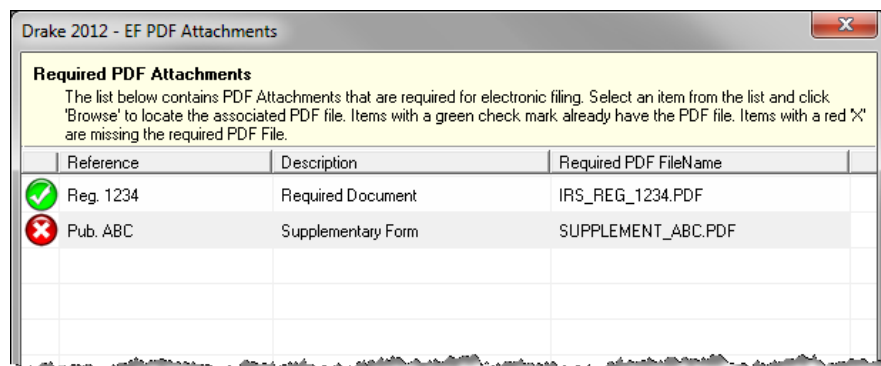 Drake 2012 - EF PDF Attachments
Required PDF Attachments
The list below contains PDF Attachments that are required for electronic filing. Select an item from the list and click
'Browse' to locate the associated PDF file. Items with a green check mark already have the PDF file. Items with a red 'X'
are missing the required PDF File.
Reference Description Required PDF FileName
Reg. 1234 Required Document IRS_REG_1234.PDF
Pub. ABC Supplementary Form SUPPLEMENT_ABC.PDF